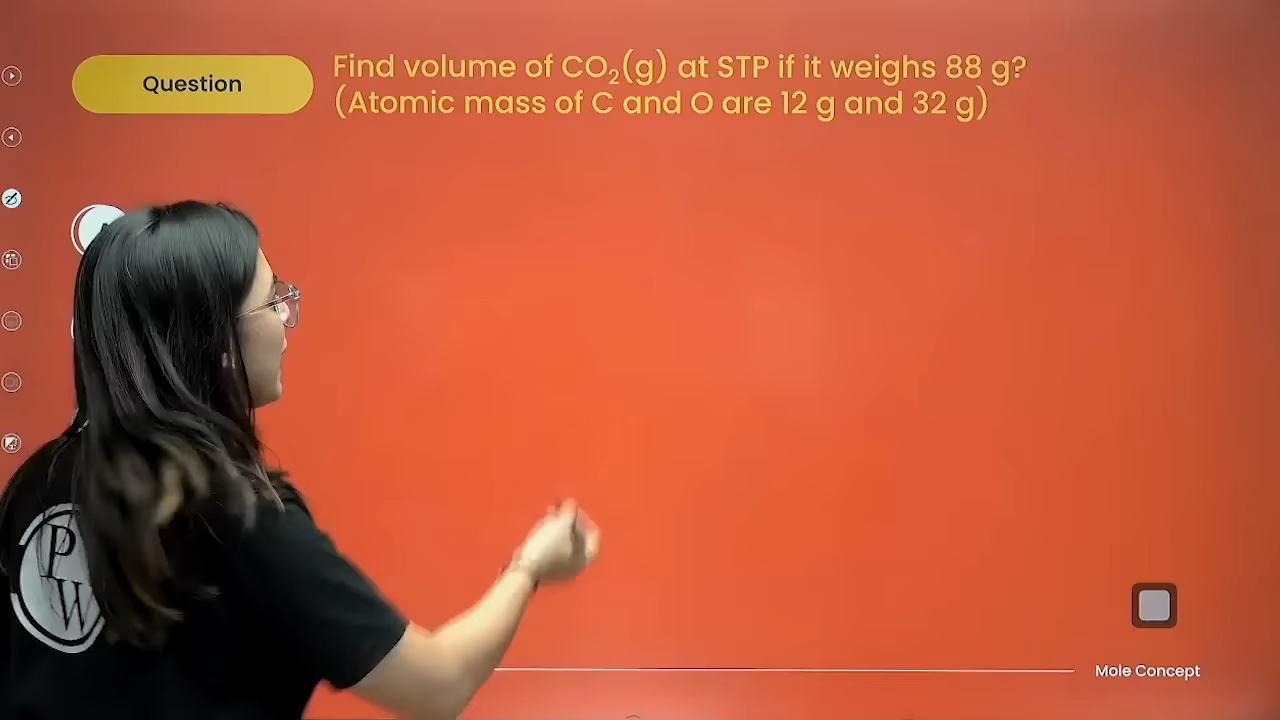 Question
Find volume of CO₂(g) at STP if it weighs 88 g?
(Atomic mass of C and O are 12 g and 32 g)
P
W
Mole Concept